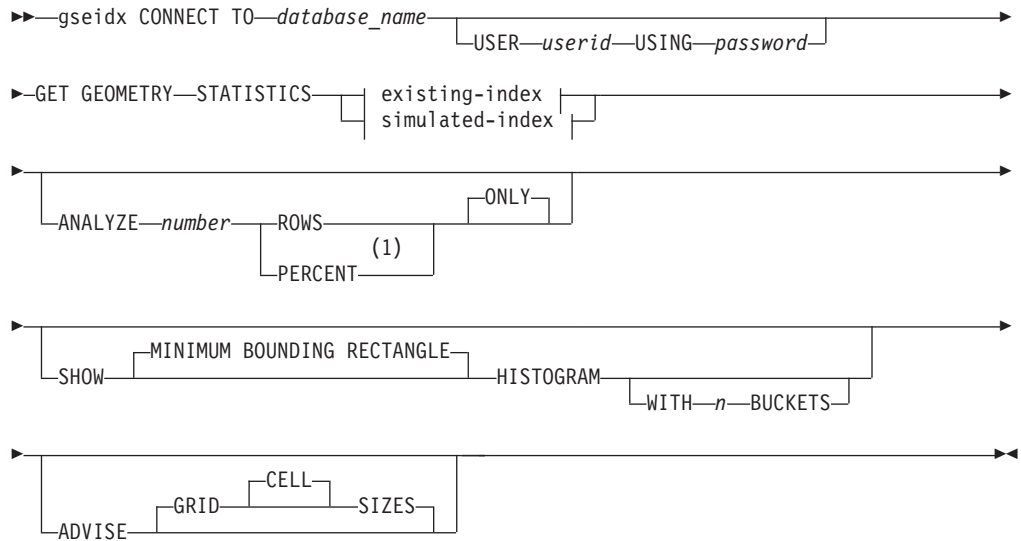 gseidx CONNECT TO database_name
USER userid USING password
GET GEOMETRY STATISTICS existing-index
simulated-index
ONLY
ANALYZE number ROWS
(1)
PERCENT
MINIMUM BOUNDING RECTANGLE
SHOW HISTOGRAM
WITH n BUCKETS
CELL
GRID SIZES
ADVISE